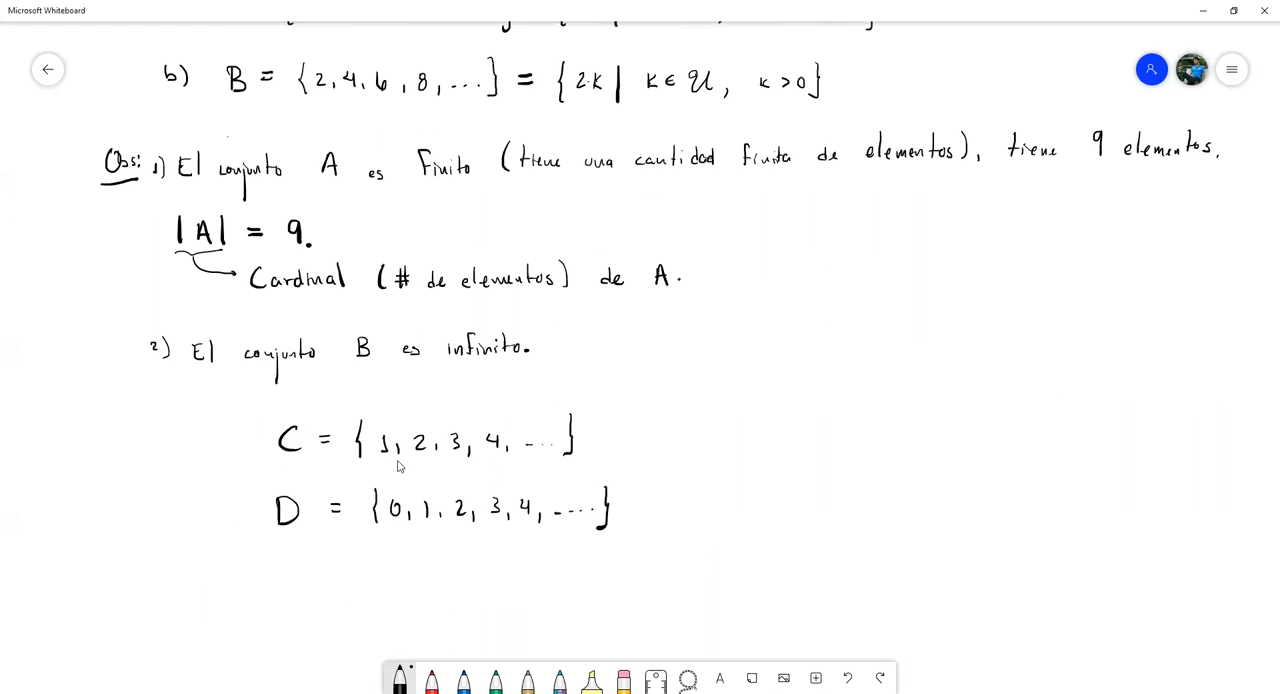 Microsoft Whiteboard
b) B = {2, 4, 6, 8, ...} = {2·k | k ∈ U, k > 0}
Obs: 1) El conjunto A es finito (tiene una cantidad finita de elementos), tiene 9 elementos.
|A| = 9.
Cardinal (# de elementos) de A.
2) El conjunto B es infinito.
C = {1, 2, 3, 4, ....}
D = {0, 1, 2, 3, 4, ....}
A